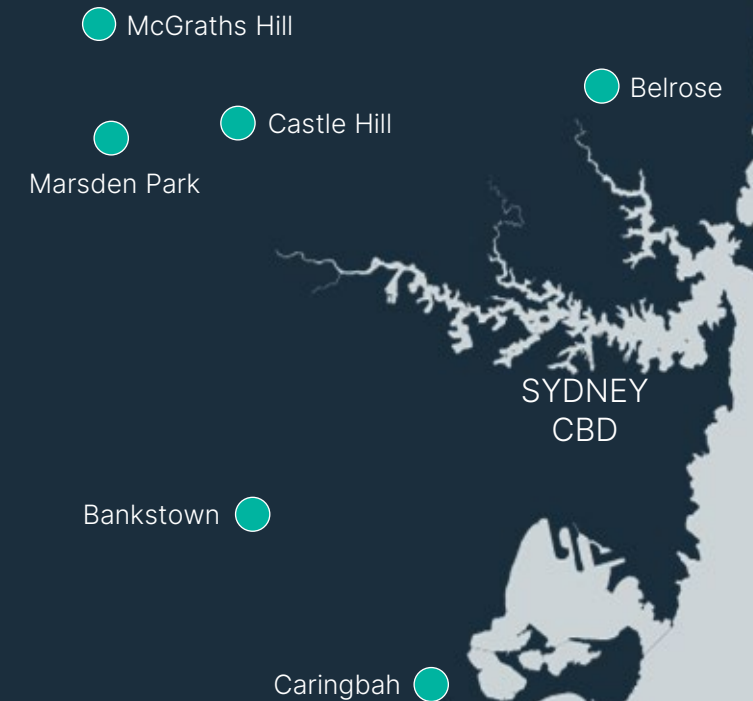 McGraths Hill
Belrose
Castle Hill
Marsden Park
SYDNEY
CBD
Bankstown
Caringbah